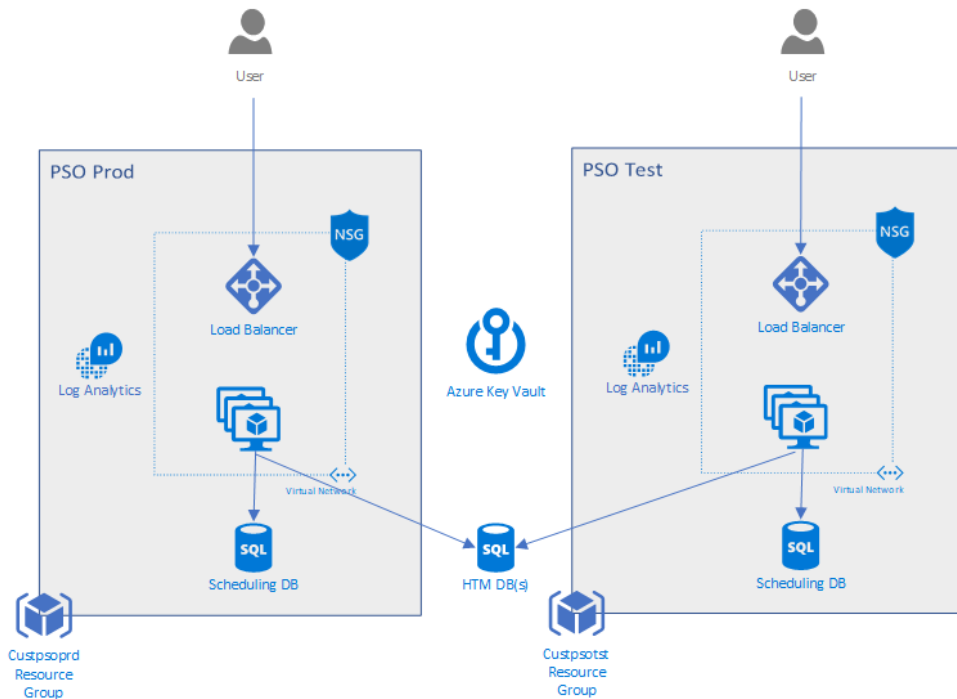 User
User
PSO Prod
PSO Test
NSG
NSG
Load Balancer
Load Balancer
Log Analytics
Azure Key Vault
Log Analytics
Virtual Network
Virtual Network
SQL
Scheduling DB
SQL
HTM DB(s)
SQL
Scheduling DB
Custpsoprd
Resource
Group
Custpsotst
Resource
Group